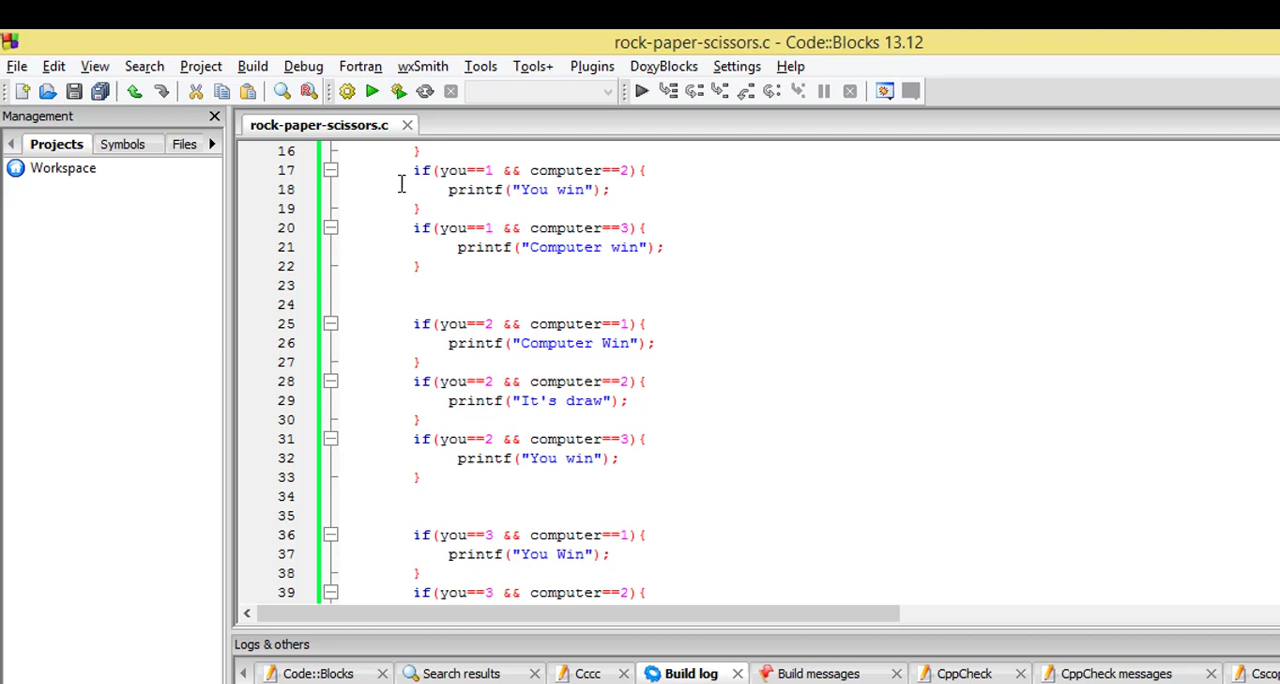 rock-paper-scissors.c - Code::Blocks 13.12
File Edit View Search Project Build Debug Fortran wxSmith Tools Tools+ Plugins DoxyBlocks Settings Help
Management
rock-paper-scissors.c
Projects Symbols Files
Workspace
16 }
17 if(you==1 && computer==2){
18 printf("You win");
19 }
20 if(you==1 && computer==3){
21 printf("Computer win");
22 }
23
24
25 if(you==2 && computer==1){
26 printf("Computer Win");
27 }
28 if(you==2 && computer==2){
29 printf("It's draw");
30 }
31 if(you==2 && computer==3){
32 printf("You win");
33 }
34
35
36 if(you==3 && computer==1){
37 printf("You Win");
38 }
39 if(you==3 && computer==2){
Logs & others
Code::Blocks Search results Cccc Build log Build messages CppCheck CppCheck messages Cscop